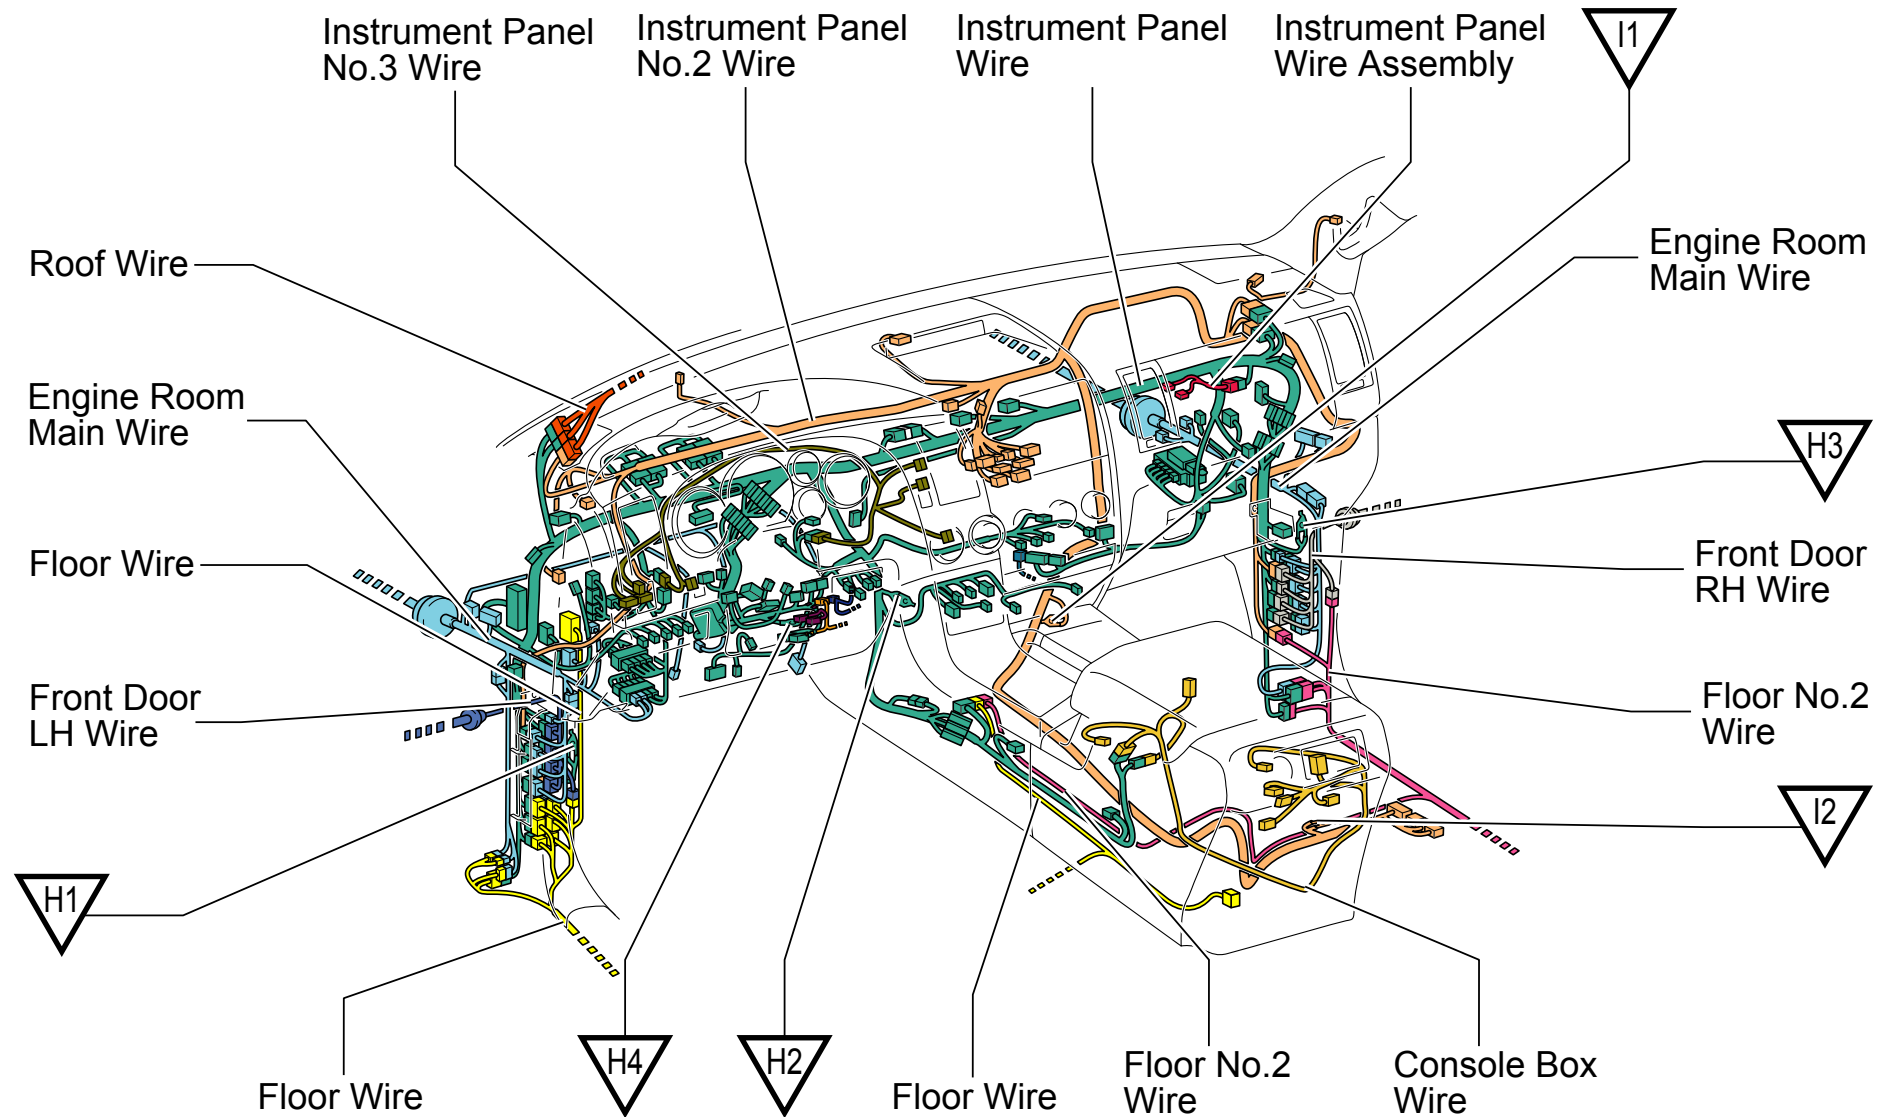 Instrument Panel
No.3 Wire
Instrument Panel
No.2 Wire
Instrument Panel
Wire
Instrument Panel
Wire Assembly
I1
Roof Wire
Engine Room
Main Wire
Engine Room
Main Wire
H3
Floor Wire
Front Door
RH Wire
Front Door
LH Wire
Floor No.2
Wire
I2
H1
Floor Wire
H4
H2
Floor Wire
Floor No.2
Wire
Console Box
Wire